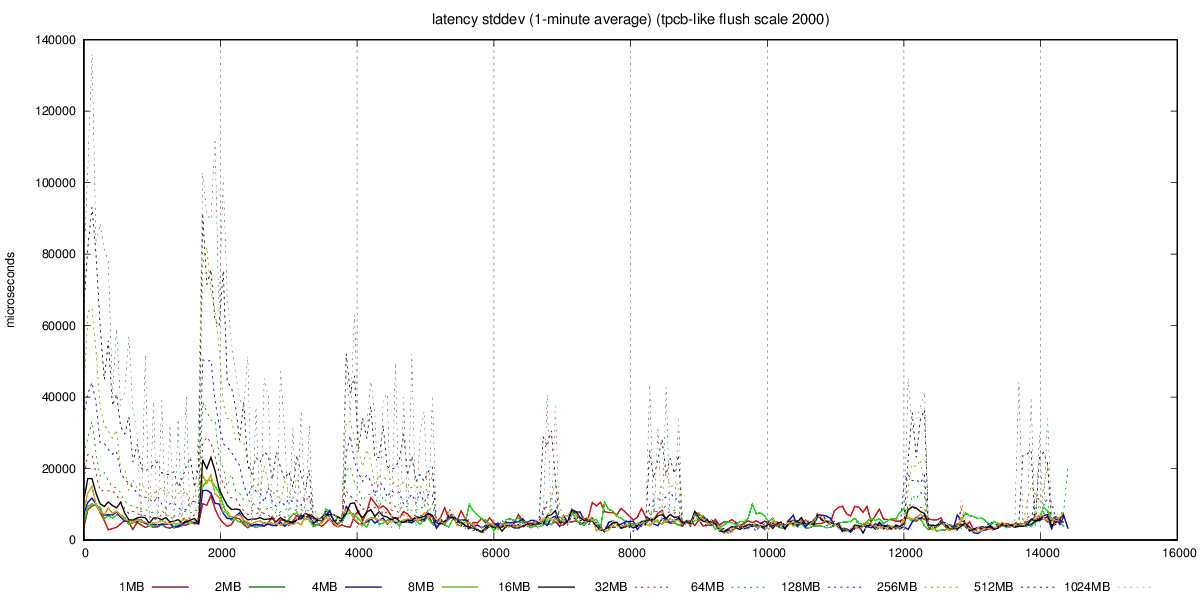 latency stddev (1-minute average) (tpcb-like flush scale 2000)
140000
120000
100000
80000
60000
40000
20000
0
microseconds
0 2000 4000 6000 8000 10000 12000 14000 16000
1MB 2MB 4MB 8MB 16MB 32MB 64MB 128MB 256MB 512MB 1024MB